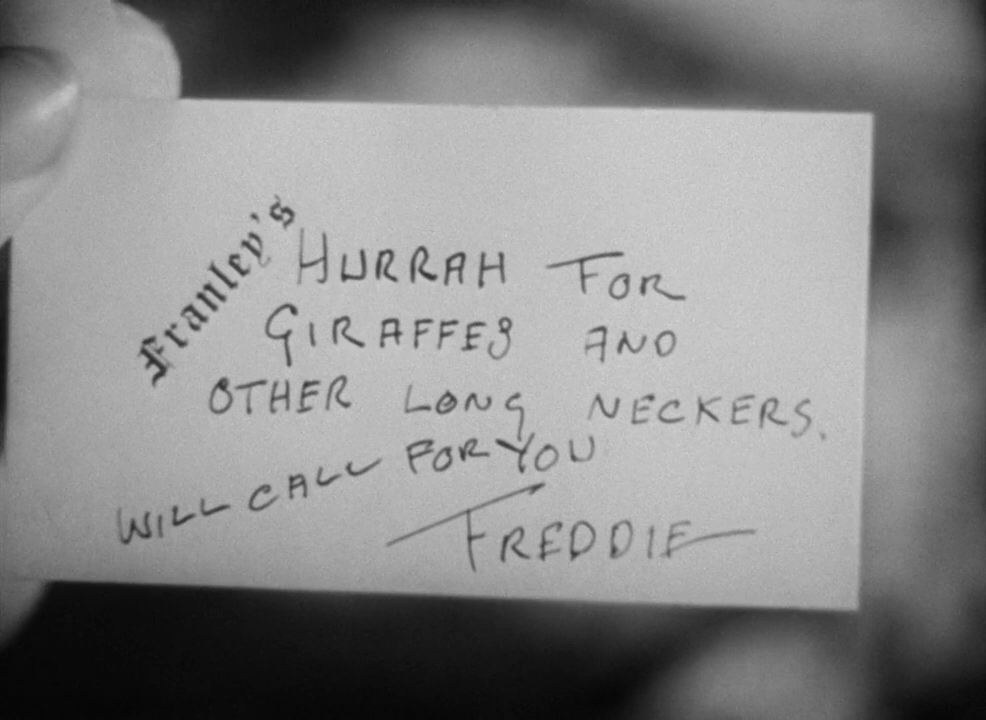 Franley's
HURRAH FOR
GIRAFFES AND
OTHER LONG NECKERS.
WILL CALL FOR YOU
FREDDIE